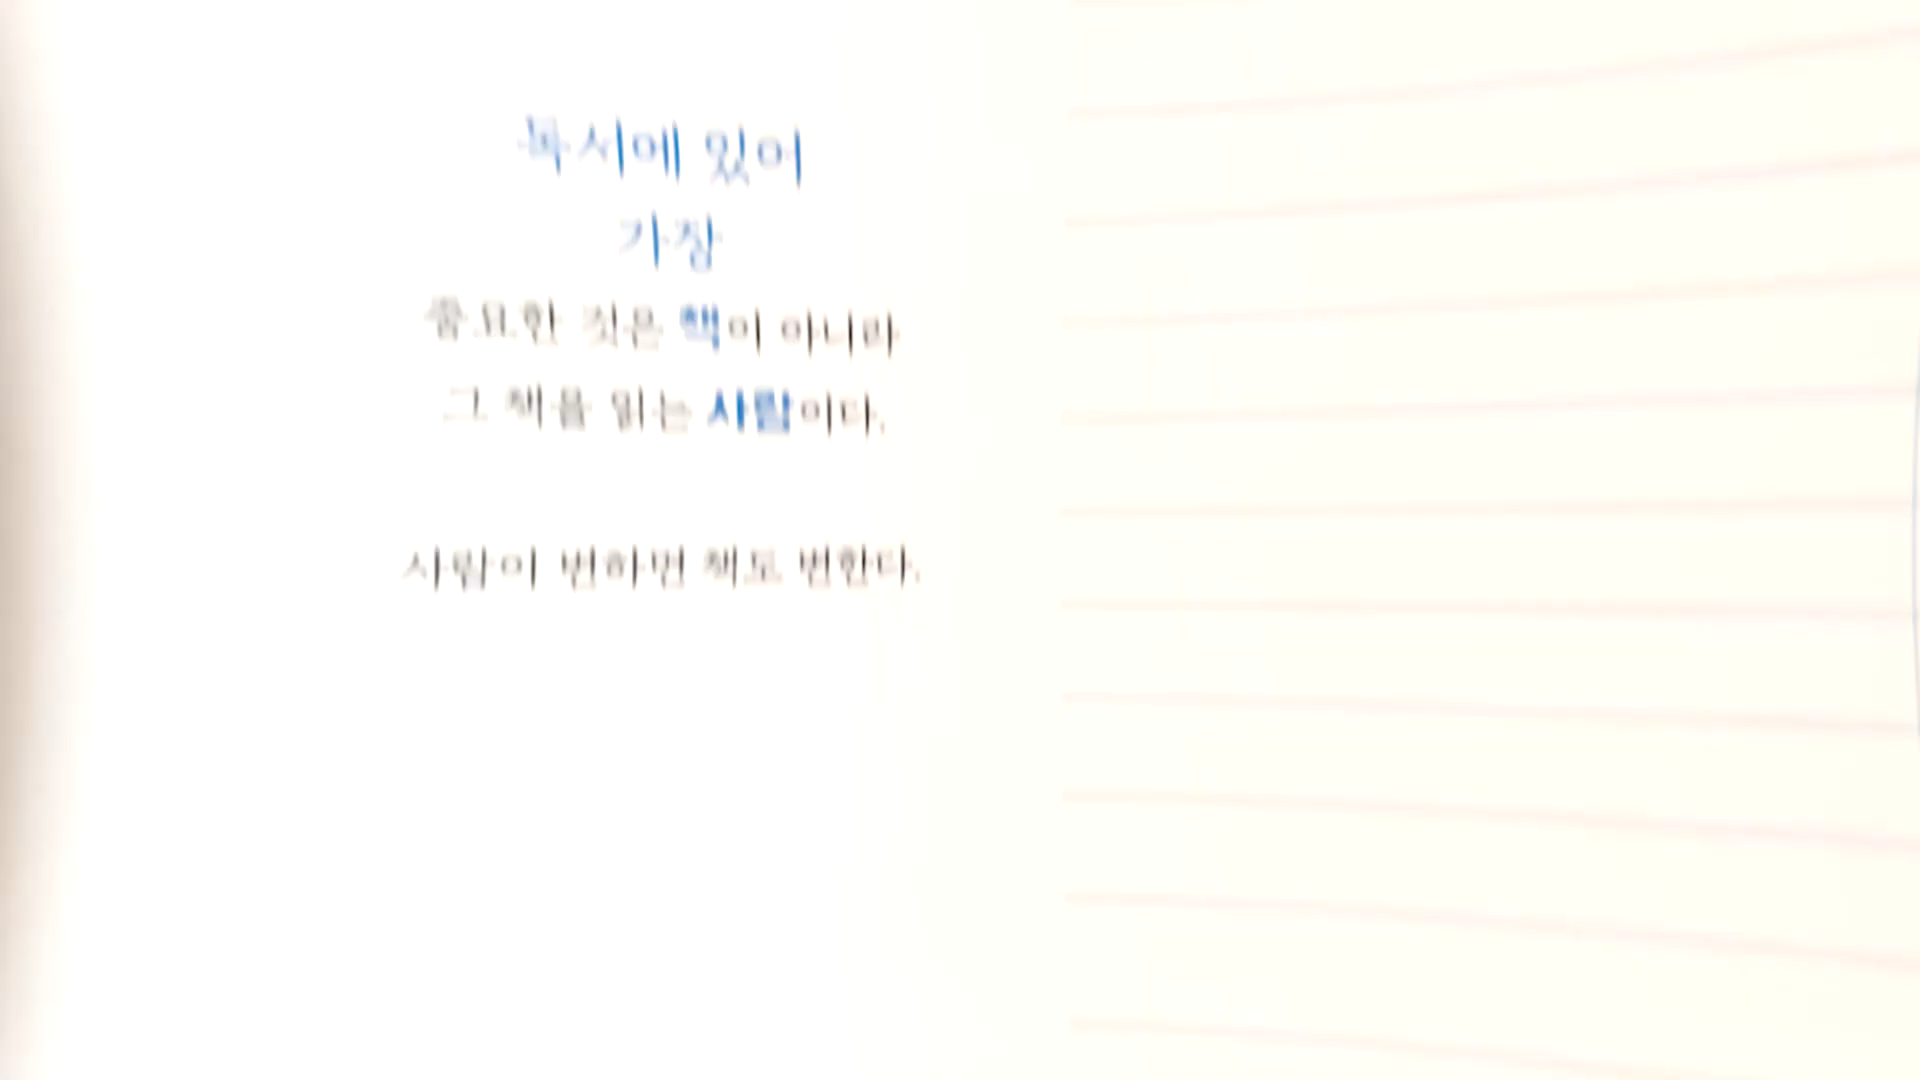 독서에 있어
가장
중요한 것은 책이 아니라
그 책을 읽는 사람이다.
사람이 변하면 책도 변한다.